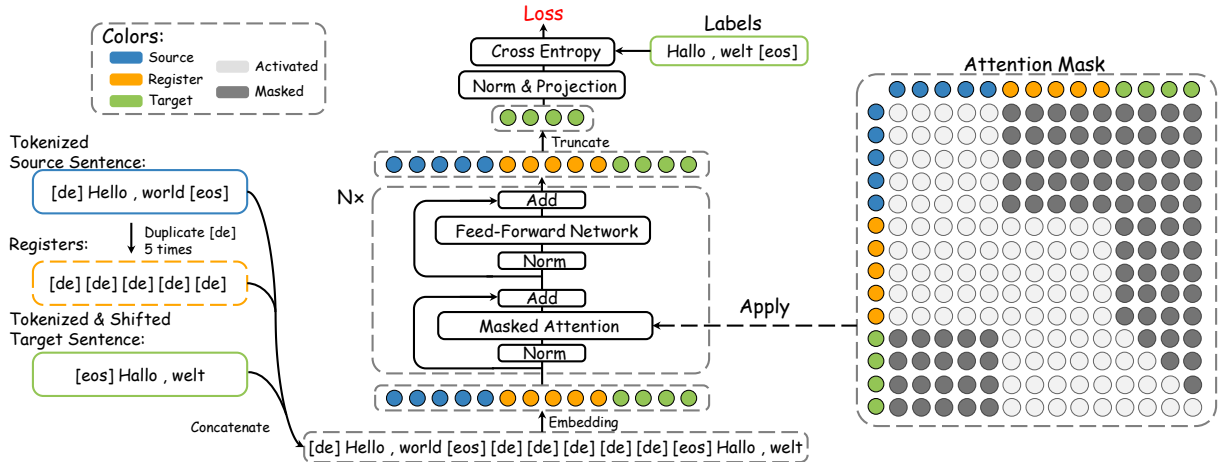 Colors:
Source
Register
Target
Activated
Masked
Loss
Cross Entropy
Labels
Hallo , welt [eos]
Norm & Projection
Truncate
Tokenized
Source Sentence:
[de] Hello , world [eos]
Duplicate [de]
5 times
Registers:
[de] [de] [de] [de] [de]
Tokenized & Shifted
Target Sentence:
[eos] Hallo , welt
Concatenate
N×
Add
Feed-Forward Network
Norm
Add
Masked Attention
Norm
Embedding
[de] Hello , world [eos] [de] [de] [de] [de] [de] [eos] Hallo , welt
Apply
Attention Mask